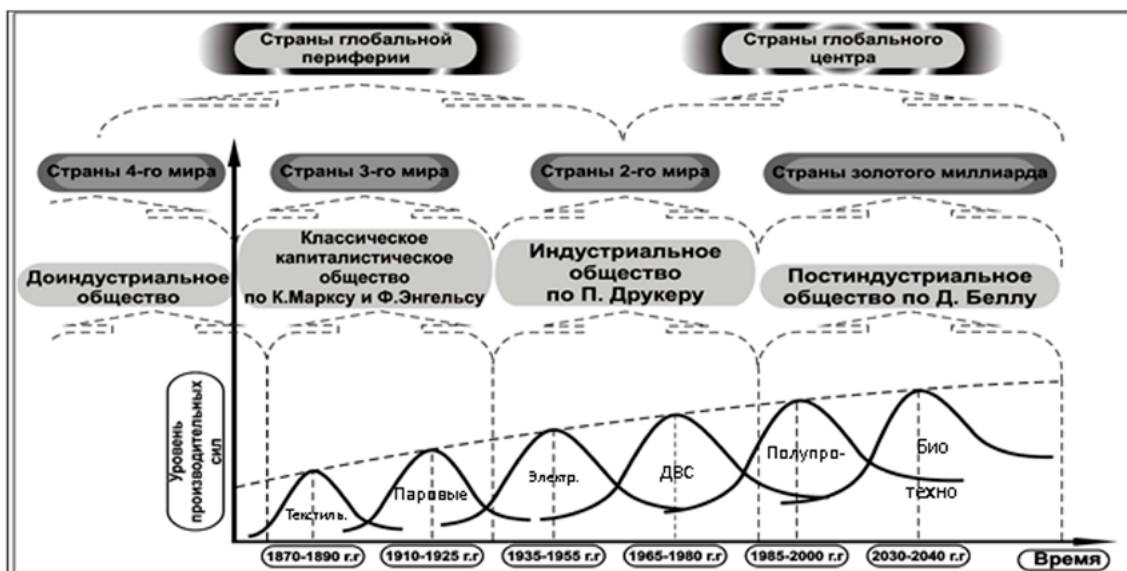 Страны глобальной
периферии
Страны глобального
центра
Страны 4-го мира
Страны 3-го мира
Страны 2-го мира
Страны золотого миллиарда
Доиндустриальное
общество
Классическое
капиталистическое
общество
по К.Марксу и Ф.Энгельсу
Индустриальное
общество
по П. Друкеру
Постиндустриальное
общество по Д. Беллу
Уровень
производительных
сил
Текстиль.
Паровые
Электр.
ДВС
Полупро-
Био
техно
1870-1890 г.г
1910-1925 г.г
1935-1955 г.г
1965-1980 г.г
1985-2000 г.г
2030-2040 г.г
Время